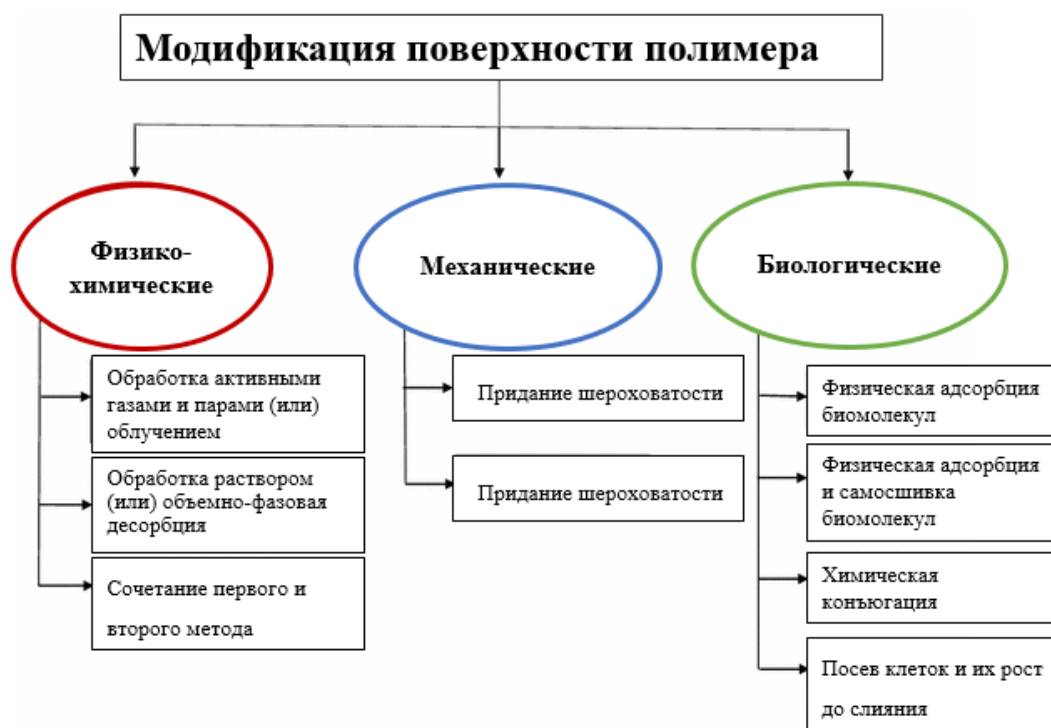 Модификация поверхности полимера
Физико-
химические
Механические
Биологические
Обработка активными
газами и парами (или)
облучением
Обработка раствором
(или) объемно-фазовая
десорбция
Сочетание первого и
второго метода
Придание шероховатости
Придание шероховатости
Физическая адсорбция
биомолекул
Физическая адсорбция
и самосшивка
биомолекул
Химическая
конъюгация
Посев клеток и их рост
до слияния